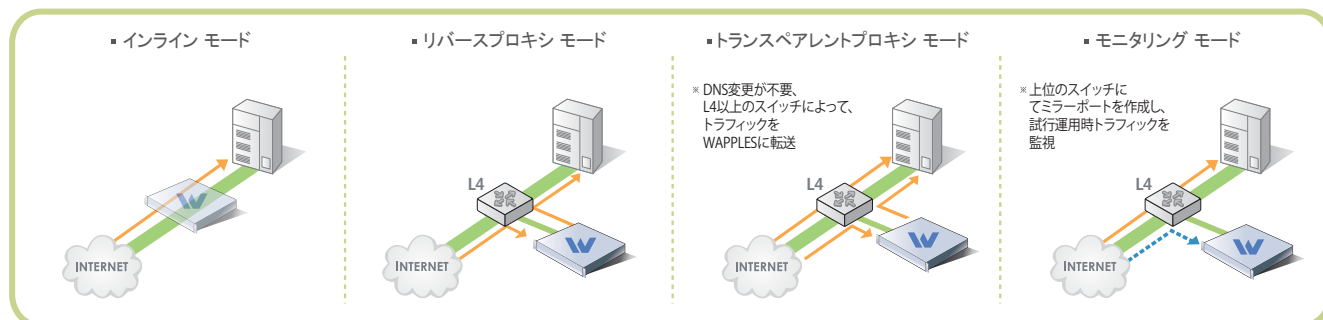 ▪ インライン モード
INTERNET
▪ リバースプロキシ モード
L4
INTERNET
▪ トランスペアレントプロキシ モード
※ DNS変更が不要、
L4以上のスイッチによって、
トラフィックを
WAPPLESに転送
L4
INTERNET
▪ モニタリング モード
※ 上位のスイッチに
てミラーポートを作成し、
試行運用時トラフィックを
監視
L4
INTERNET